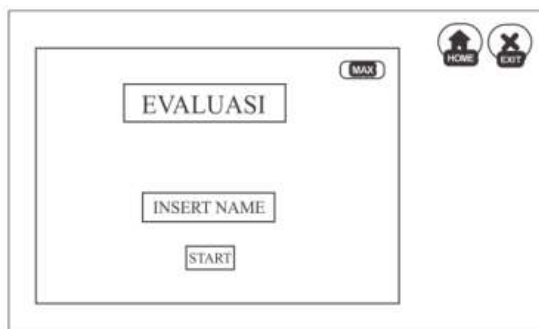 HOME
EXIT
MAX
EVALUASI
INSERT NAME
START